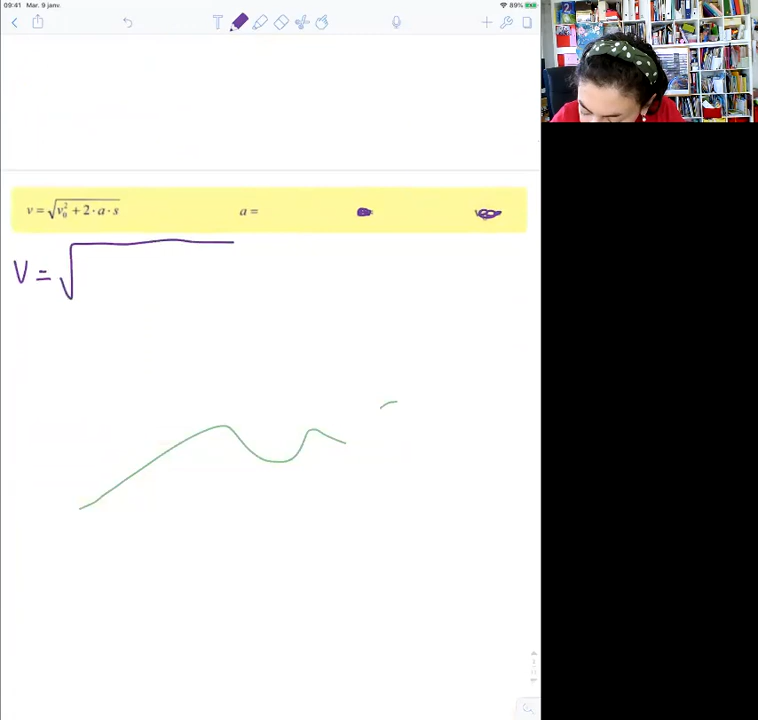 09:41 Mar. 9 janv. 89%
T
v = √v₀² + 2 · a · s a =
V = √